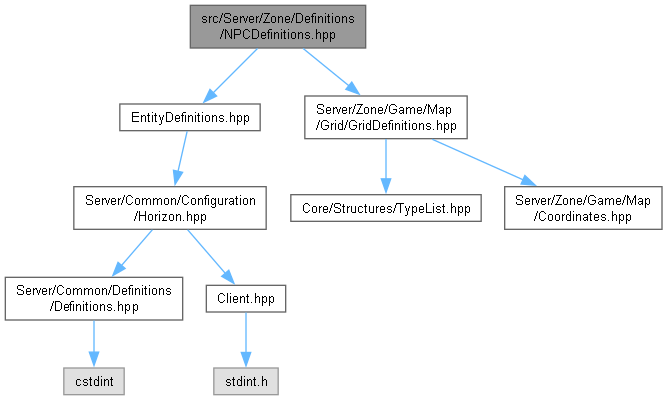 src/Server/Zone/Definitions
/NPCDefinitions.hpp
EntityDefinitions.hpp
Server/Zone/Game/Map
/Grid/GridDefinitions.hpp
Server/Common/Configuration
/Horizon.hpp
Core/Structures/TypeList.hpp
Server/Zone/Game/Map
/Coordinates.hpp
Server/Common/Definitions
/Definitions.hpp
Client.hpp
cstdint
stdint.h